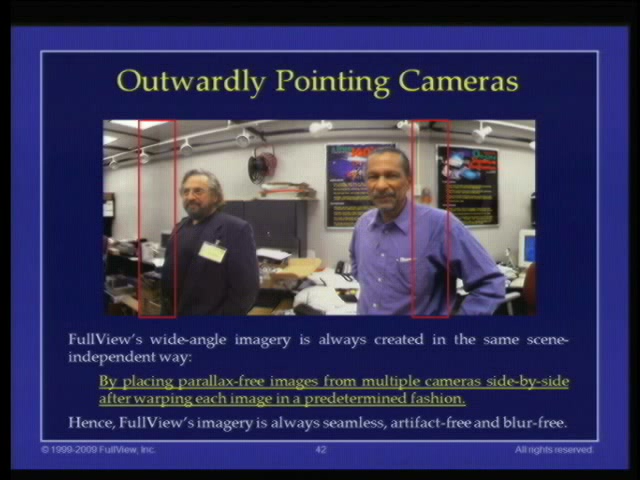 Outwardly Pointing Cameras
FullView's wide-angle imagery is always created in the same scene-
independent way:
By placing parallax-free images from multiple cameras side-by-side
after warping each image in a predetermined fashion.
Hence, FullView's imagery is always seamless, artifact-free and blur-free.
© 1999-2009 FullView, Inc. 42 All rights reserved.